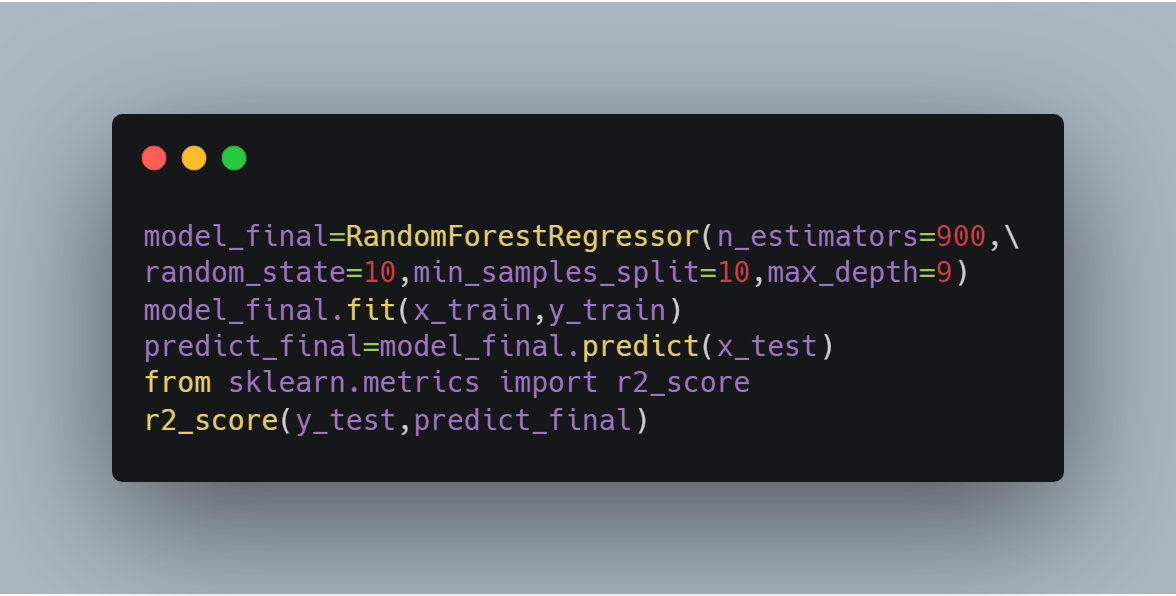 model_final=RandomForestRegressor(n_estimators=900,\
random_state=10,min_samples_split=10,max_depth=9)
model_final.fit(x_train,y_train)
predict_final=model_final.predict(x_test)
from sklearn.metrics import r2_score
r2_score(y_test,predict_final)